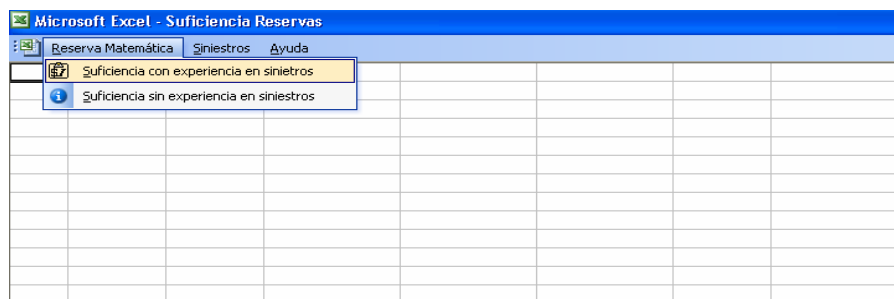 Microsoft Excel - Suficiencia Reservas
Reserva Matemática Siniestros Ayuda
Suficiencia con experiencia en sinietros
Suficiencia sin experiencia en siniestros